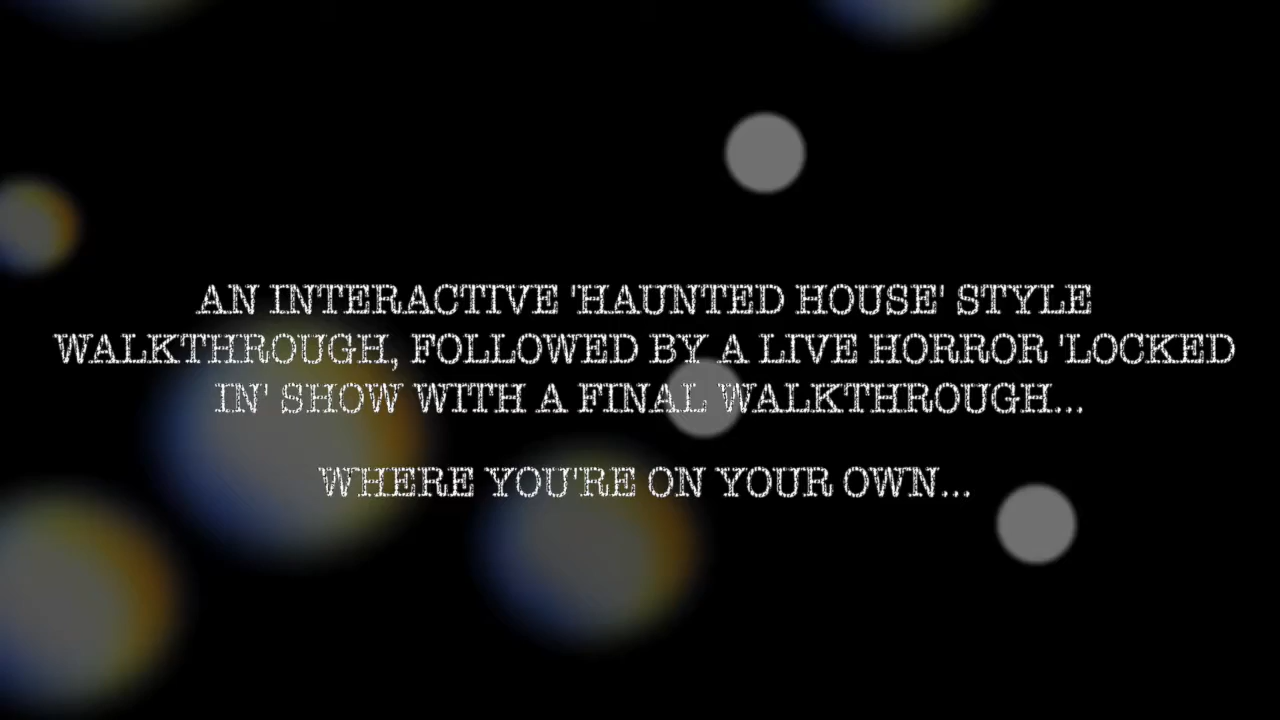 AN INTERACTIVE 'HAUNTED HOUSE' STYLE
WALKTHROUGH, FOLLOWED BY A LIVE HORROR 'LOCKED
IN' SHOW WITH A FINAL WALKTHROUGH...
WHERE YOU'RE ON YOUR OWN...